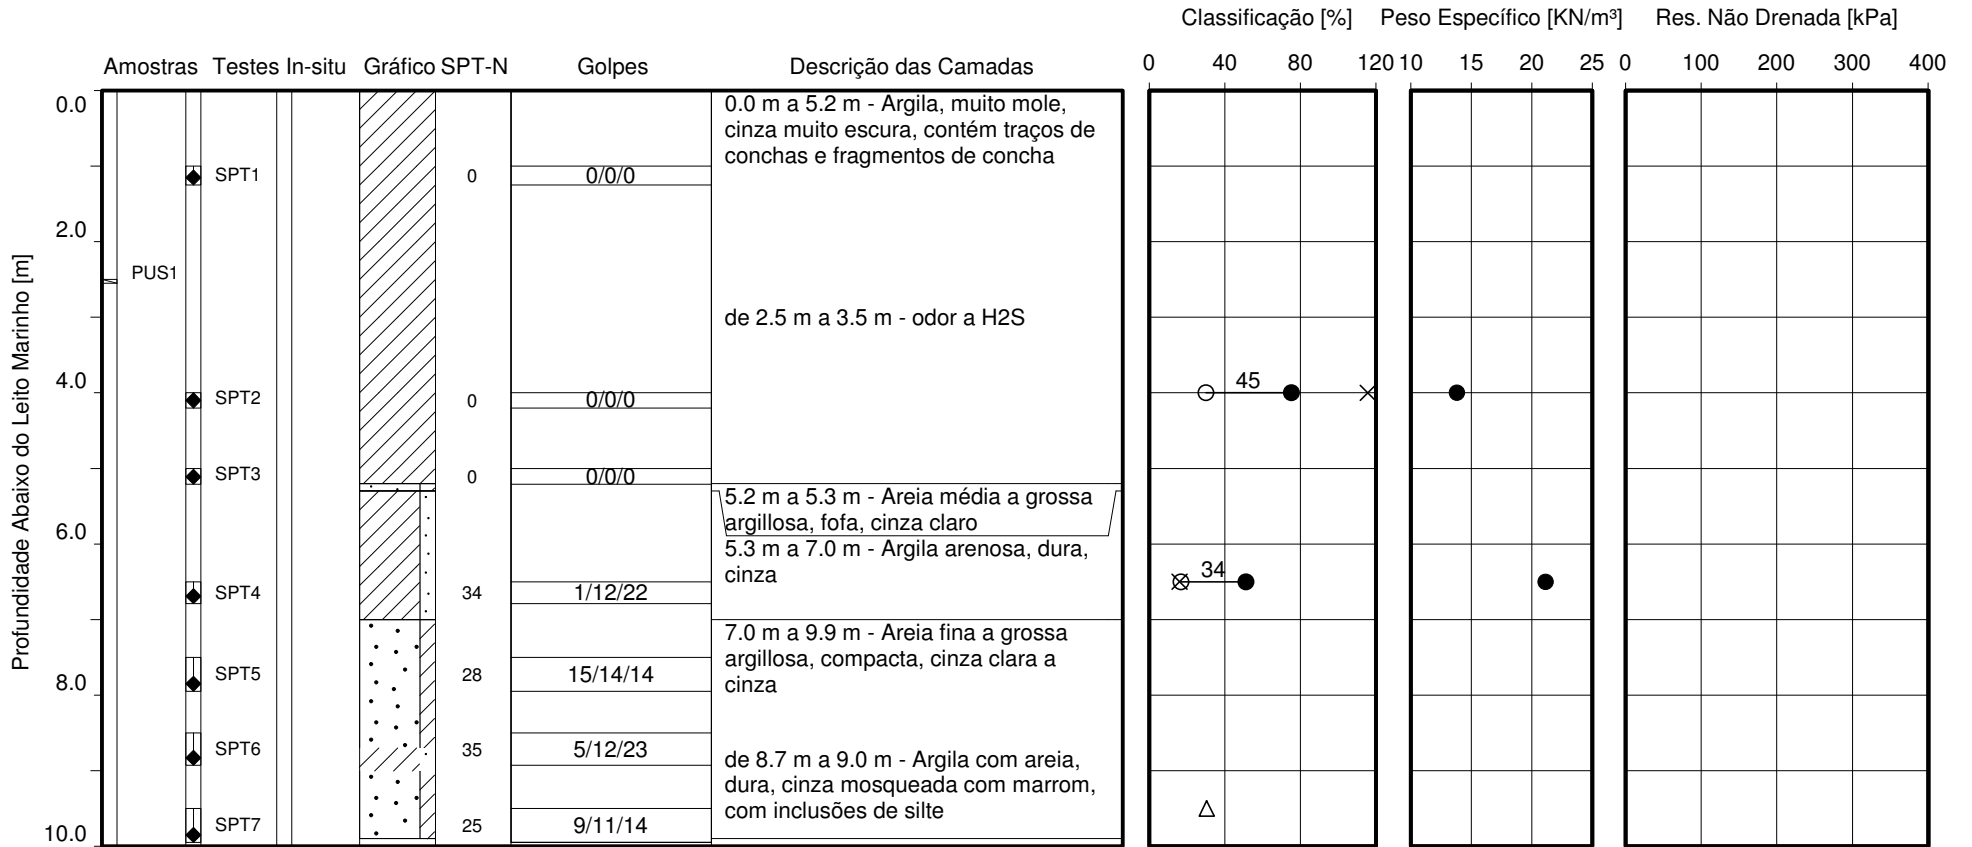 Classificação [%] Peso Específico [KN/m³] Res. Não Drenada [kPa]
Amostras Testes In-situ Gráfico SPT-N Golpes Descrição das Camadas
0 40 80 120 10 15 20 25 0 100 200 300 400
Profundidade Abaixo do Leito Marinho [m]
0.0
2.0
4.0
6.0
8.0
10.0
PUS1
SPT1 0 0/0/0
SPT2 0 0/0/0
SPT3 0 0/0/0
SPT4 34 1/12/22
SPT5 28 15/14/14
SPT6 35 5/12/23
SPT7 25 9/11/14
0.0 m a 5.2 m - Argila, muito mole,
cinza muito escura, contém traços de
conchas e fragmentos de concha
de 2.5 m a 3.5 m - odor a H2S
5.2 m a 5.3 m - Areia média a grossa
argillosa, fofa, cinza claro
5.3 m a 7.0 m - Argila arenosa, dura,
cinza
7.0 m a 9.9 m - Areia fina a grossa
argillosa, compacta, cinza clara a
cinza
de 8.7 m a 9.0 m - Argila com areia,
dura, cinza mosqueada com marrom,
com inclusões de silte
45
34